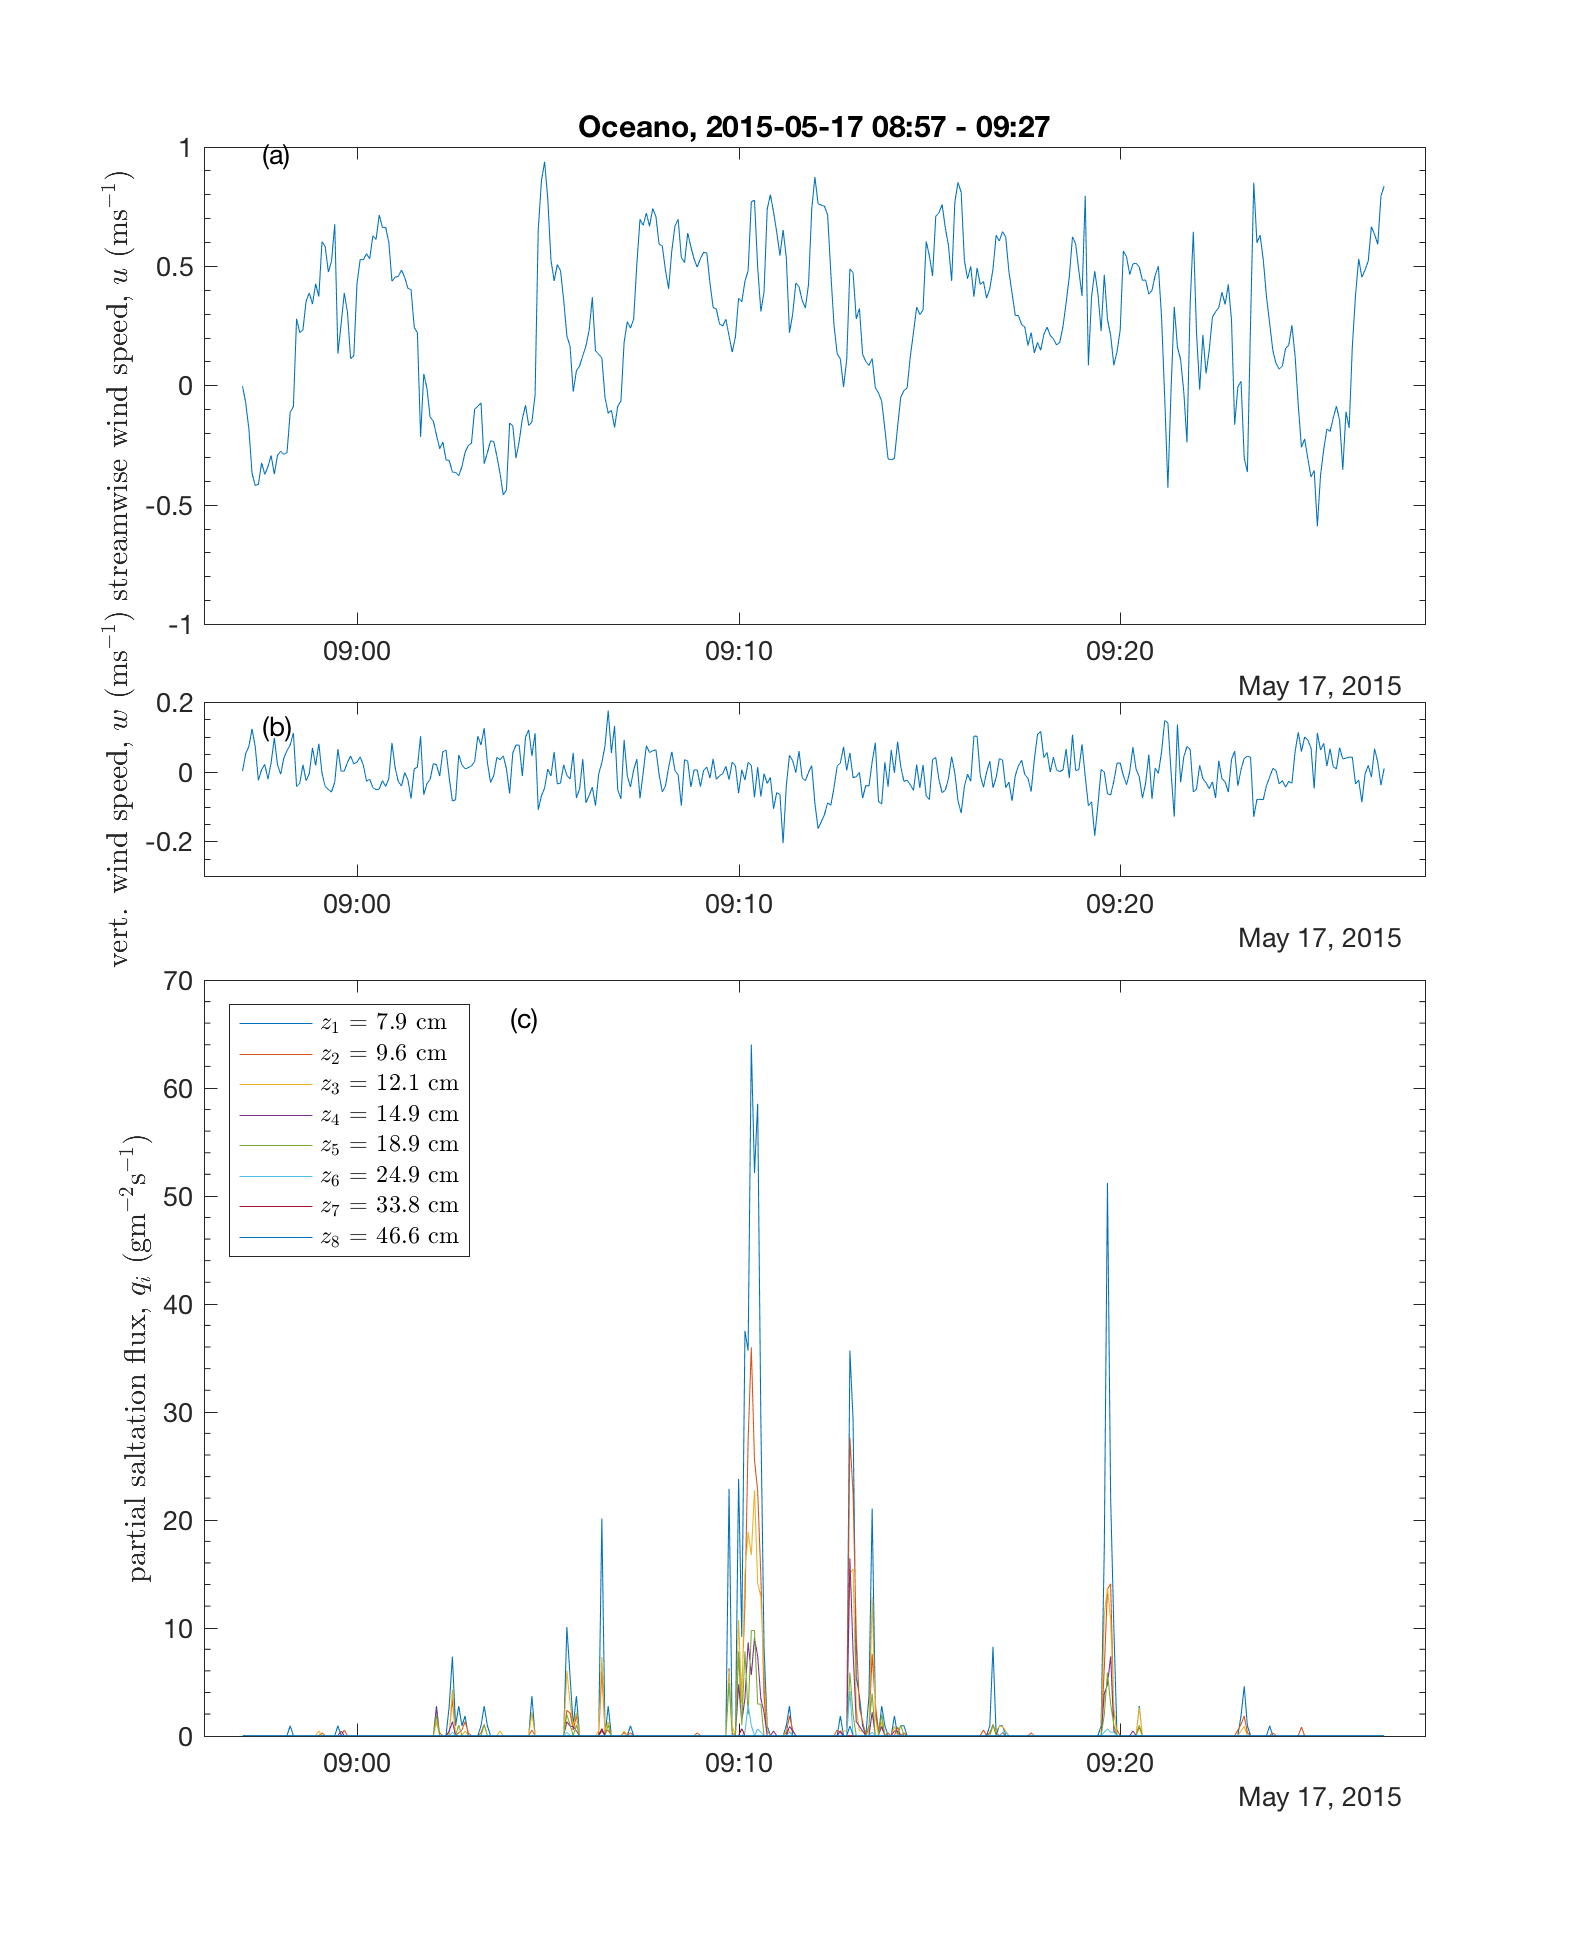 Oceano, 2015-05-17 08:57 - 09:27
(a)
streamwise wind speed, u (ms⁻¹)
1
0.5
0
-0.5
-1
09:00 09:10 09:20
May 17, 2015
(b)
vert. wind speed, w (ms⁻¹)
0.2
0
-0.2
09:00 09:10 09:20
May 17, 2015
(c)
partial saltation flux, qᵢ (gm⁻²s⁻¹)
70
60
50
40
30
20
10
0
z₁ = 7.9 cm
z₂ = 9.6 cm
z₃ = 12.1 cm
z₄ = 14.9 cm
z₅ = 18.9 cm
z₆ = 24.9 cm
z₇ = 33.8 cm
z₈ = 46.6 cm
09:00 09:10 09:20
May 17, 2015